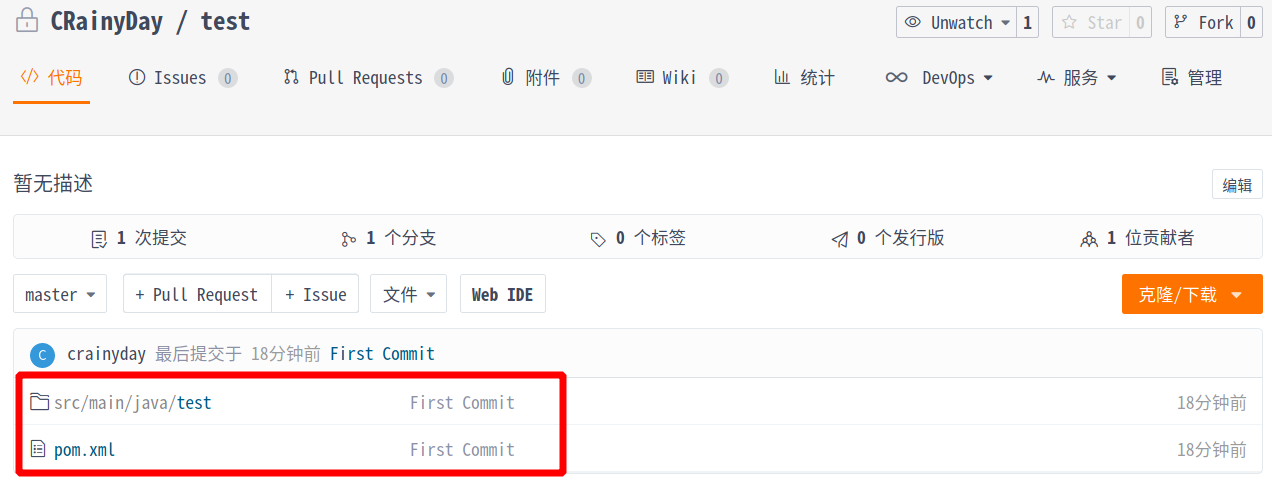 CRainyDay / test Unwatch 1 Star 0 Fork 0
代码 Issues 0 Pull Requests 0 附件 0 Wiki 0 统计 DevOps 服务 管理
暂无描述 编辑
1 次提交 1 个分支 0 个标签 0 个发行版 1 位贡献者
master + Pull Request + Issue 文件 Web IDE 克隆/下载
C crainyday 最后提交于 18分钟前 First Commit
src/main/java/test First Commit 18分钟前
pom.xml First Commit 18分钟前